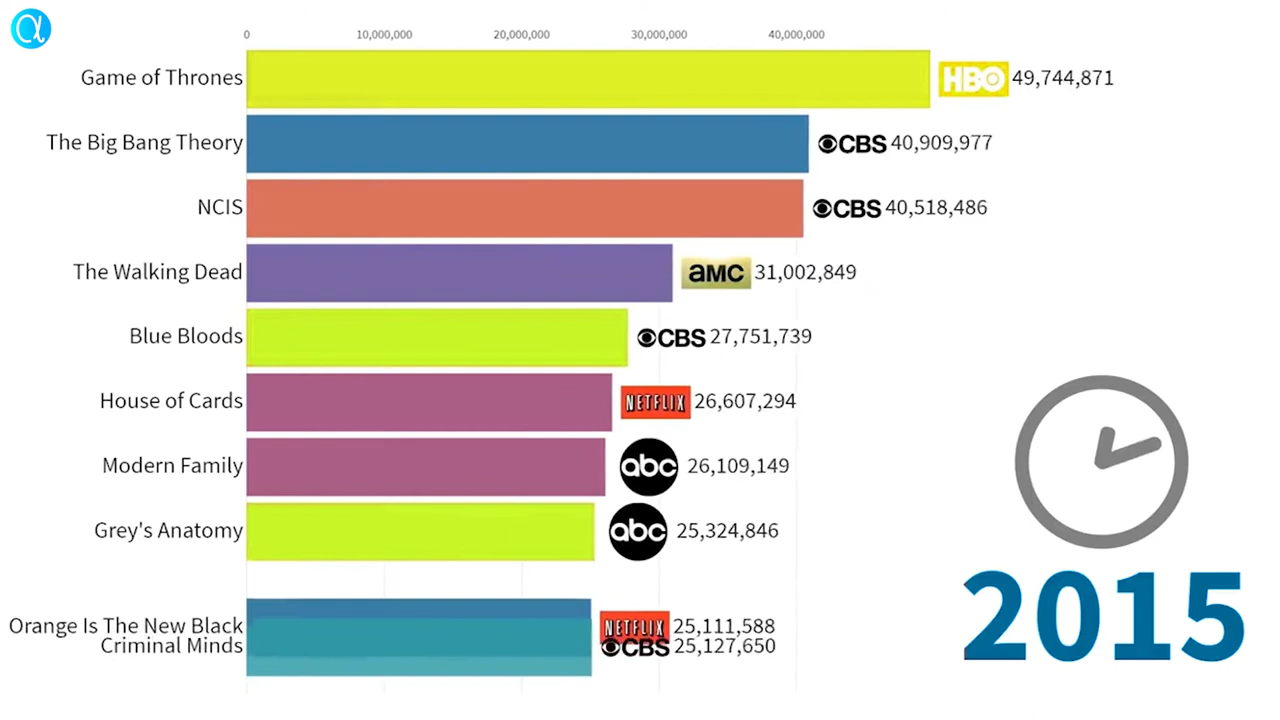 α
0 10,000,000 20,000,000 30,000,000 40,000,000
Game of Thrones HBO 49,744,871
The Big Bang Theory CBS 40,909,977
NCIS CBS 40,518,486
The Walking Dead aMC 31,002,849
Blue Bloods CBS 27,751,739
House of Cards NETFLIX 26,607,294
Modern Family abc 26,109,149
Grey's Anatomy abc 25,324,846
Orange Is The New Black NETFLIX 25,111,588
Criminal Minds CBS 25,127,650
2015